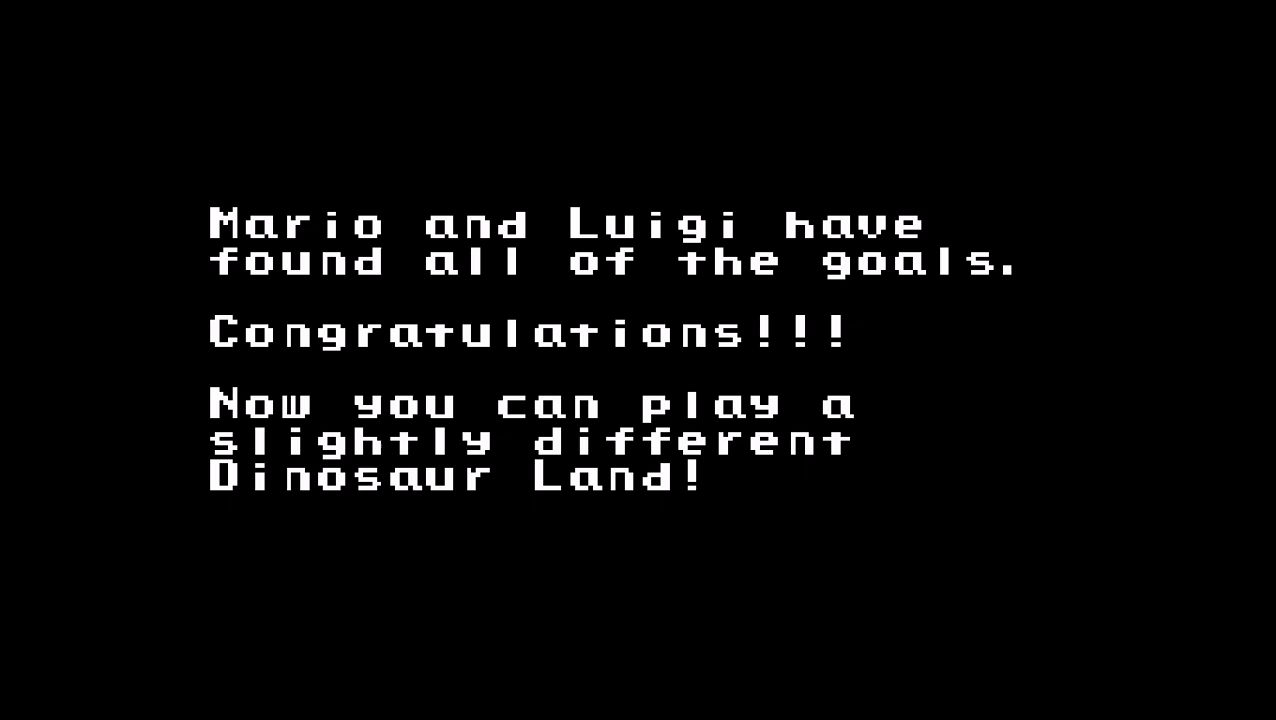 Mario and Luigi have
found all of the goals.
Congratulations!!!
Now you can play a
slightly different
Dinosaur Land!